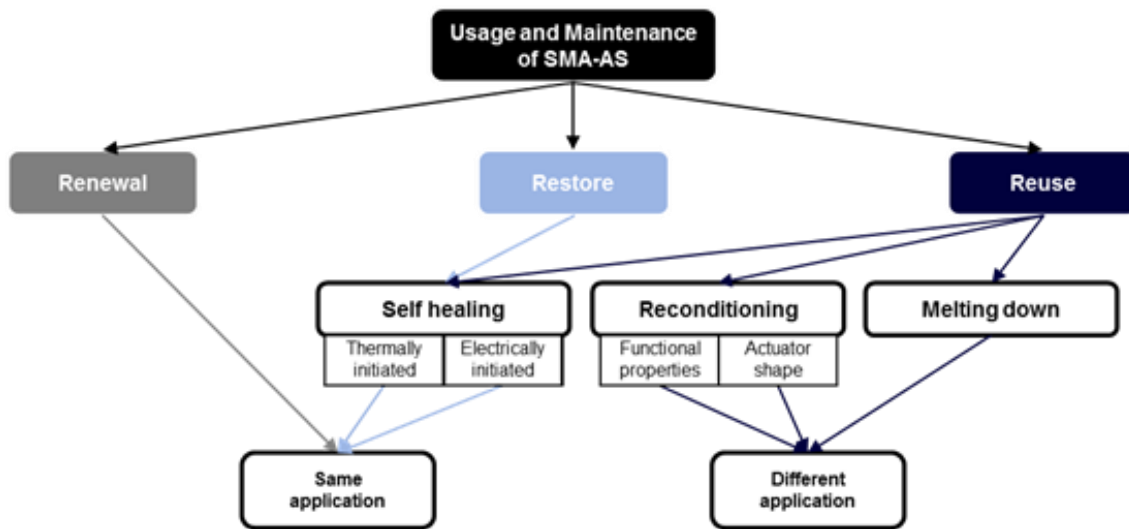 Usage and Maintenance
of SMA-AS
Renewal
Restore
Reuse
Self healing
Reconditioning
Melting down
Thermally
initiated
Electrically
initiated
Functional
properties
Actuator
shape
Same
application
Different
application